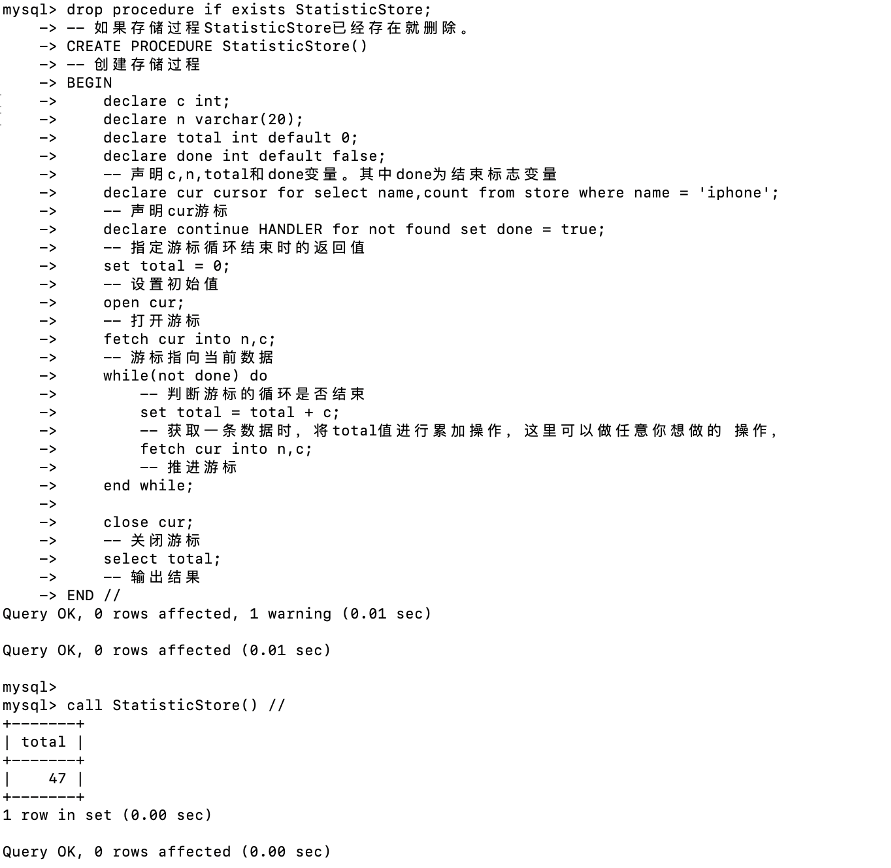 mysql> drop procedure if exists StatisticStore;
    -> -- 如果存储过程StatisticStore已经存在就删除。
    -> CREATE PROCEDURE StatisticStore()
    -> -- 创建存储过程
    -> BEGIN
    ->     declare c int;
    ->     declare n varchar(20);
    ->     declare total int default 0;
    ->     declare done int default false;
    ->     -- 声明c,n,total和done变量。其中done为结束标志变量
    ->     declare cur cursor for select name,count from store where name = 'iphone';
    ->     -- 声明cur游标
    ->     declare continue HANDLER for not found set done = true;
    ->     -- 指定游标循环结束时的返回值
    ->     set total = 0;
    ->     -- 设置初始值
    ->     open cur;
    ->     -- 打开游标
    ->     fetch cur into n,c;
    ->     -- 游标指向当前数据
    ->     while(not done) do
    ->         -- 判断游标的循环是否结束
    ->         set total = total + c;
    ->         -- 获取一条数据时，将total值进行累加操作，这里可以做任意你想做的 操作，
    ->         fetch cur into n,c;
    ->         -- 推进游标
    ->     end while;
    ->
    ->     close cur;
    ->     -- 关闭游标
    ->     select total;
    ->     -- 输出结果
    -> END //
Query OK, 0 rows affected, 1 warning (0.01 sec)

Query OK, 0 rows affected (0.01 sec)

mysql>
mysql> call StatisticStore() //
+-------+
| total |
+-------+
|    47 |
+-------+
1 row in set (0.00 sec)

Query OK, 0 rows affected (0.00 sec)